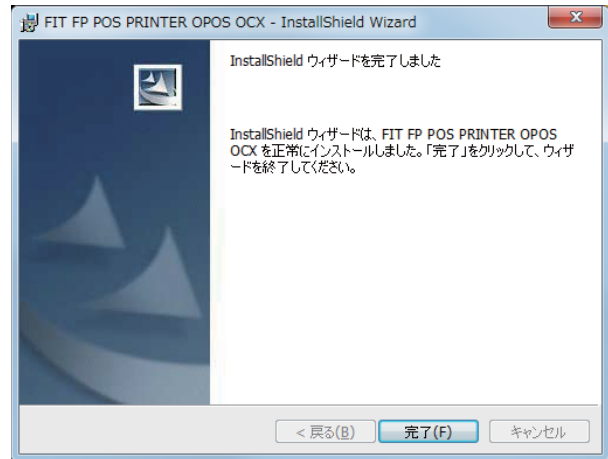 FIT FP POS PRINTER OPOS OCX - InstallShield Wizard
InstallShield ウィザードを完了しました
InstallShield ウィザードは、FIT FP POS PRINTER OPOS
OCX を正常にインストールしました。「完了」をクリックして、ウィザ
ードを終了してください。
< 戻る(B) 完了(F) キャンセル